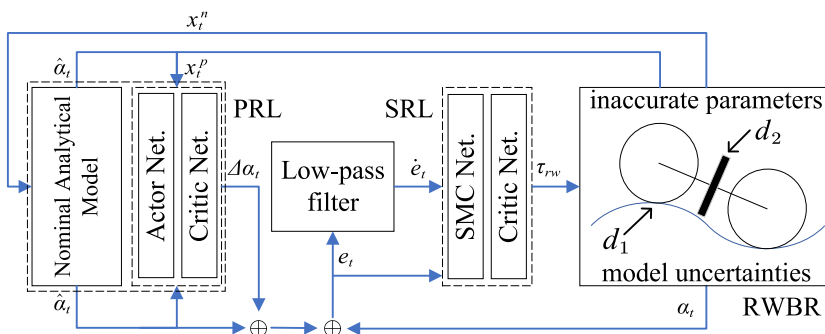 x_t^n
α̂_t
x_t^p
PRL
SRL
inaccurate parameters
Nominal Analytical
Model
Actor Net.
Critic Net.
Δα_t
Low-pass
filter
ė_t
SMC Net.
Critic Net.
τ_rw
d_2
d_1
e_t
model uncertainties
α̂_t
α_t
RWBR